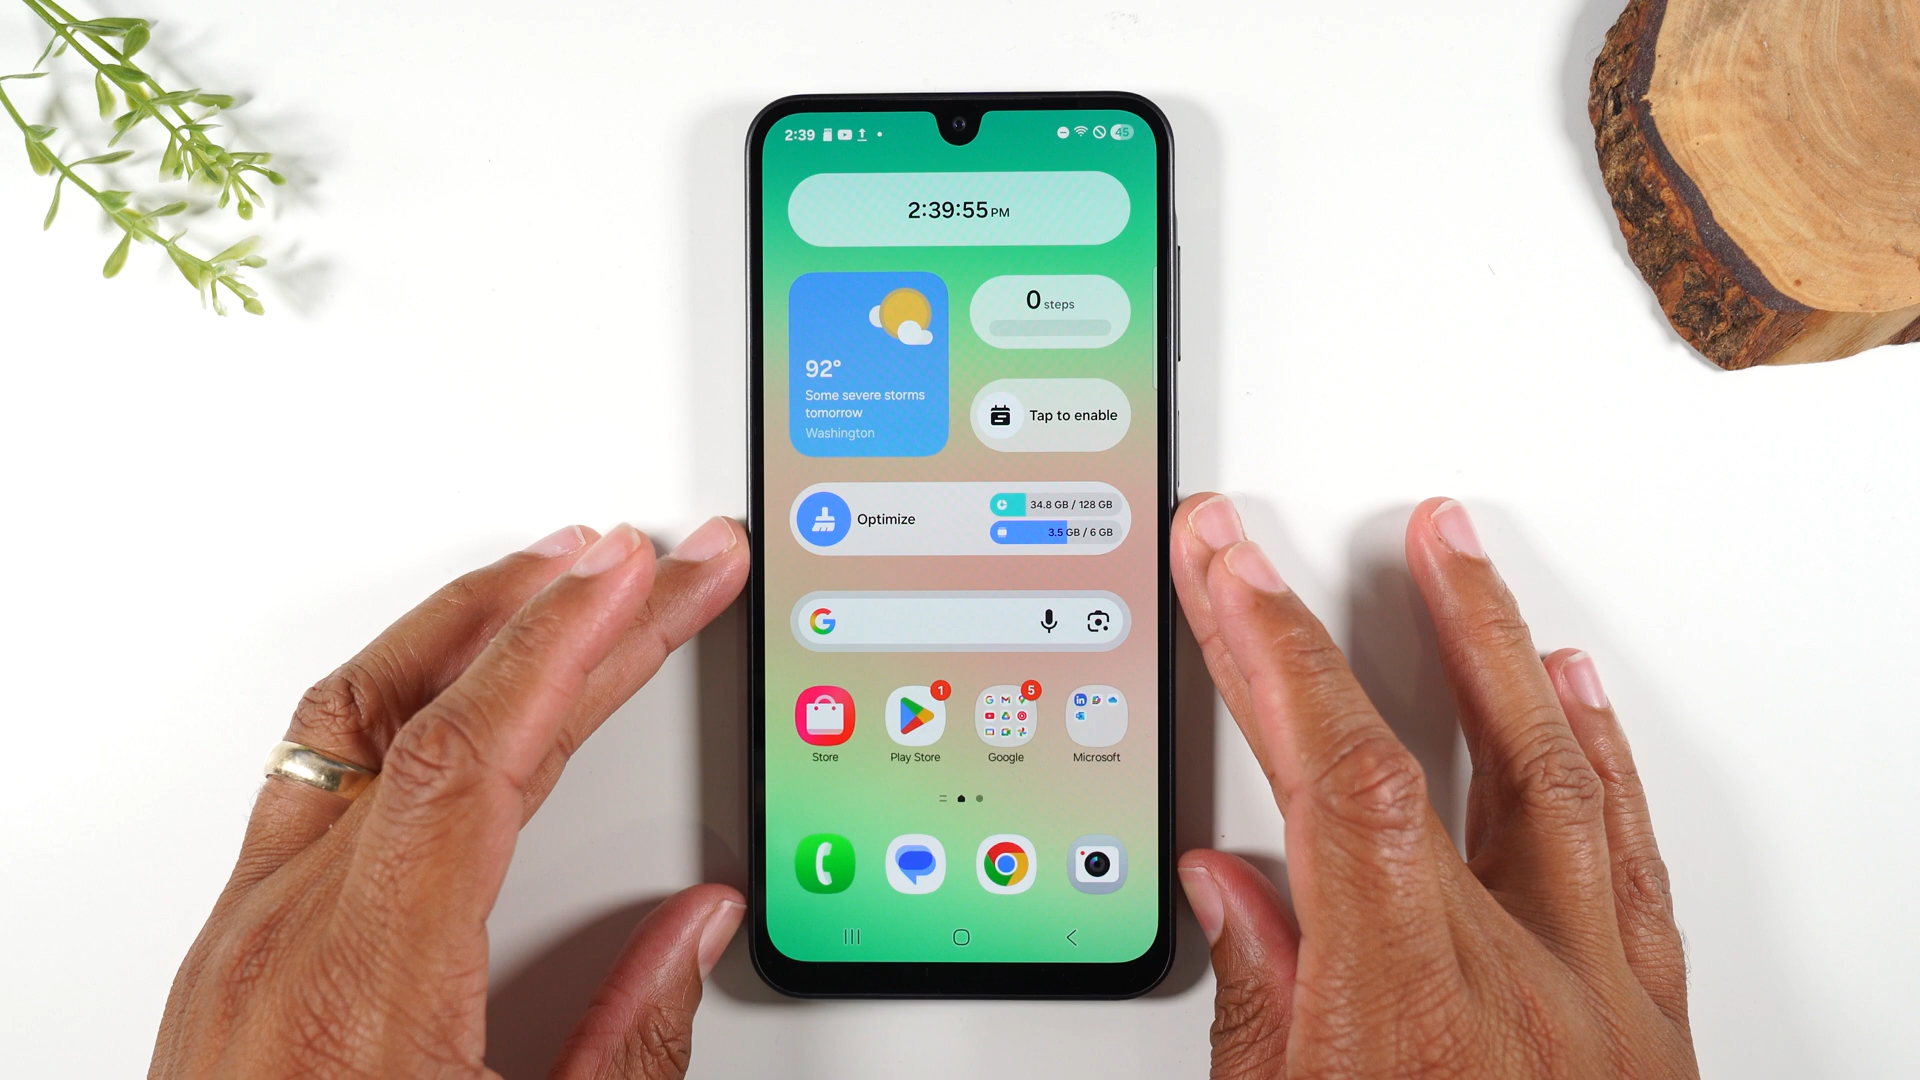 2:39
45
2:39:55 PM
0 steps
92°
Some severe storms
tomorrow
Washington
Tap to enable
Optimize
34.8 GB / 128 GB
3.5 GB / 6 GB
1
5
Store
Play Store
Google
Microsoft